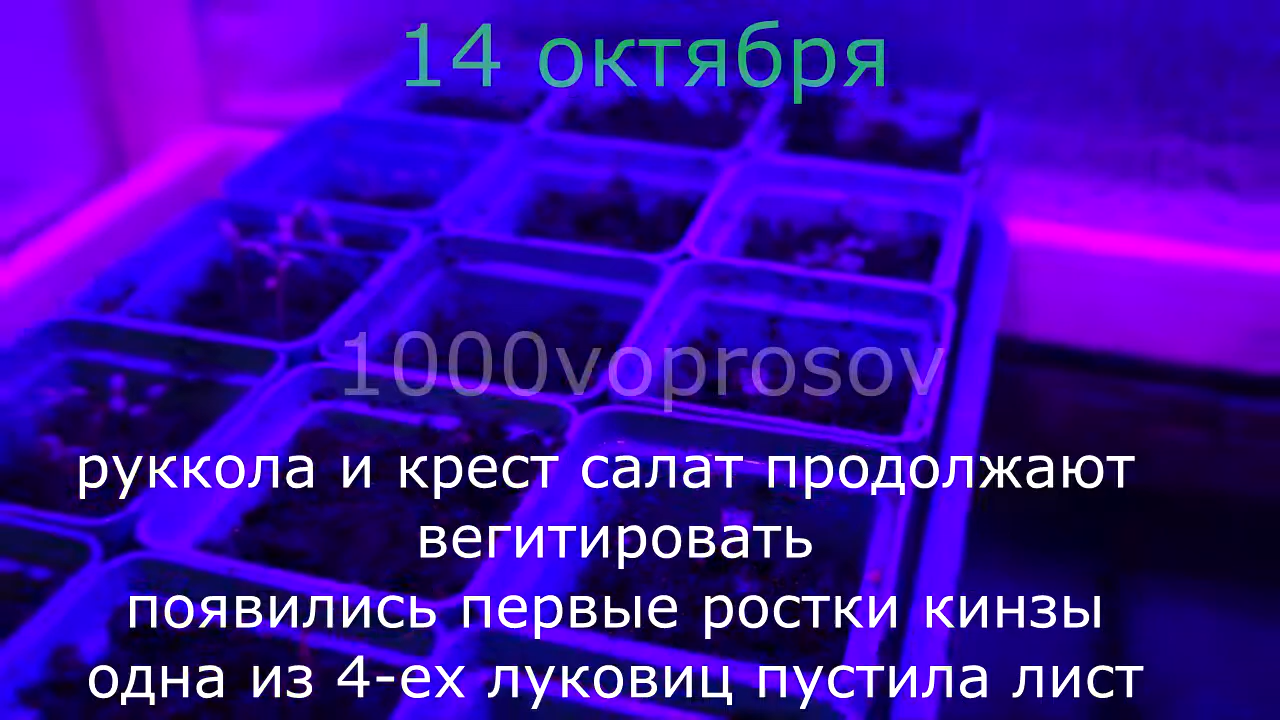 14 октября
1000voprosov
руккола и крест салат продолжают
вегитировать
появились первые ростки кинзы
одна из 4-ех луковиц пустила лист